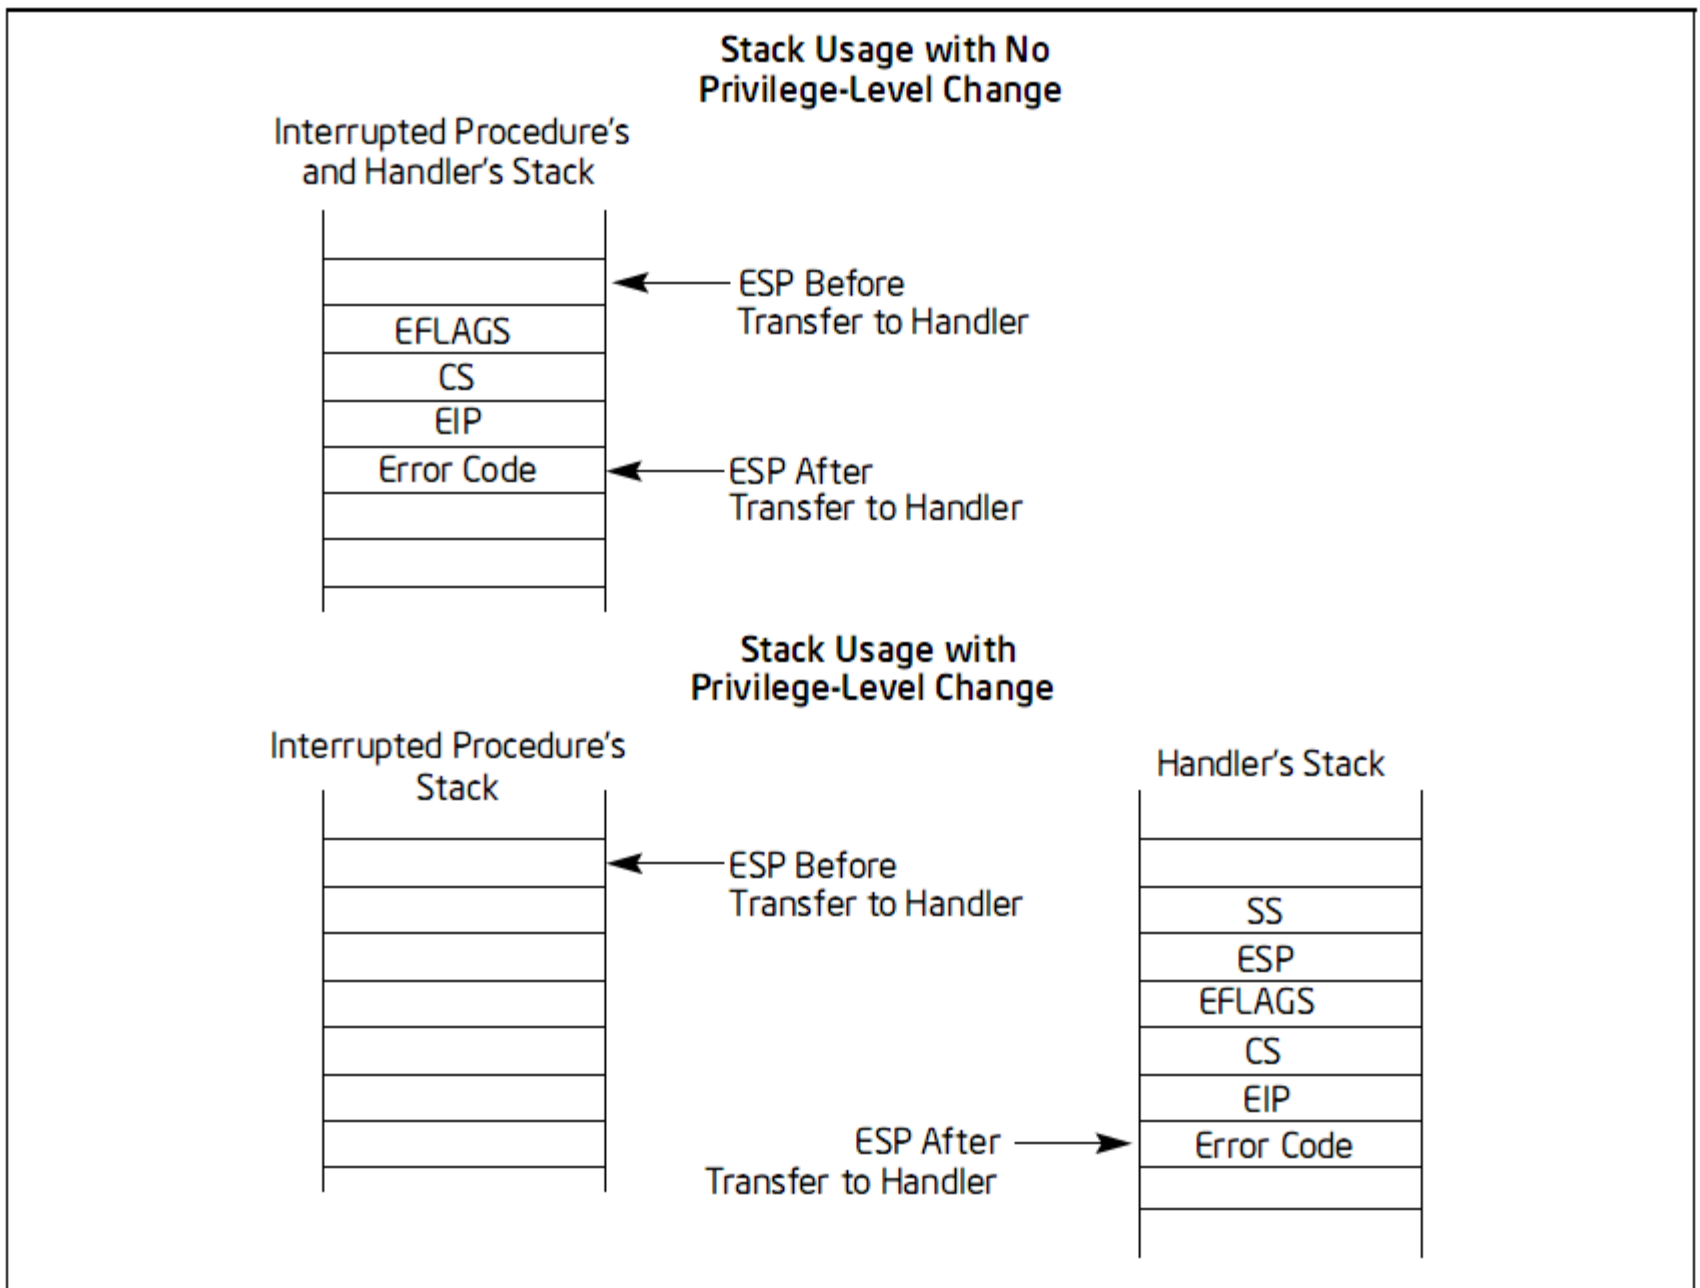 Stack Usage with No
Privilege-Level Change
Interrupted Procedure's
and Handler's Stack
ESP Before
Transfer to Handler
EFLAGS
CS
EIP
Error Code
ESP After
Transfer to Handler
Stack Usage with
Privilege-Level Change
Interrupted Procedure's
Stack
Handler's Stack
ESP Before
Transfer to Handler
SS
ESP
EFLAGS
CS
EIP
ESP After
Transfer to Handler
Error Code